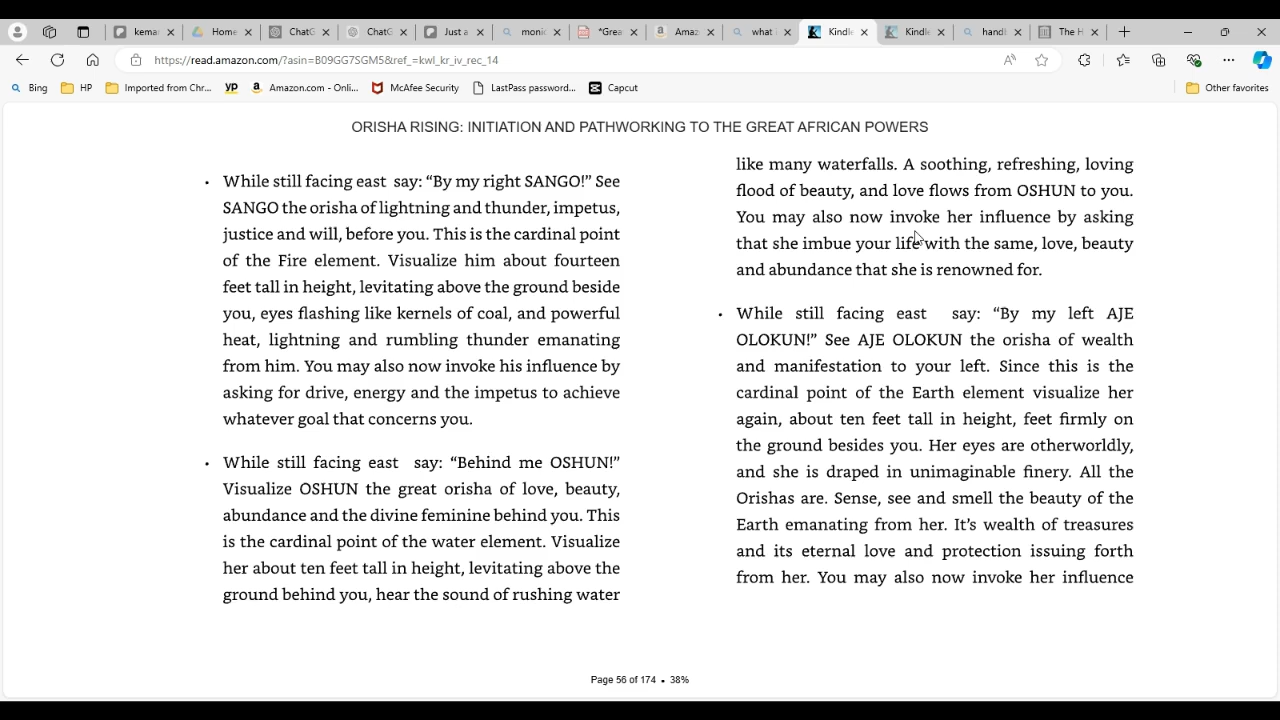 kema
Home
ChatG
ChatG
Just a
moni
*Grea
Amaz
what i
Kindle
Kindle
handl
The H
https://read.amazon.com/?asin=B09GG7SGM5&ref_=kwl_kr_iv_rec_14
Bing
HP
Imported from Chr...
YP
Amazon.com - Onli...
McAfee Security
LastPass password...
Capcut
Other favorites
ORISHA RISING: INITIATION AND PATHWORKING TO THE GREAT AFRICAN POWERS
• While still facing east say: “By my right SANGO!” See
SANGO the orisha of lightning and thunder, impetus,
justice and will, before you. This is the cardinal point
of the Fire element. Visualize him about fourteen
feet tall in height, levitating above the ground beside
you, eyes flashing like kernels of coal, and powerful
heat, lightning and rumbling thunder emanating
from him. You may also now invoke his influence by
asking for drive, energy and the impetus to achieve
whatever goal that concerns you.
• While still facing east say: “Behind me OSHUN!”
Visualize OSHUN the great orisha of love, beauty,
abundance and the divine feminine behind you. This
is the cardinal point of the water element. Visualize
her about ten feet tall in height, levitating above the
ground behind you, hear the sound of rushing water
like many waterfalls. A soothing, refreshing, loving
flood of beauty, and love flows from OSHUN to you.
You may also now invoke her influence by asking
that she imbue your life with the same, love, beauty
and abundance that she is renowned for.
• While still facing east say: “By my left AJE
OLOKUN!” See AJE OLOKUN the orisha of wealth
and manifestation to your left. Since this is the
cardinal point of the Earth element visualize her
again, about ten feet tall in height, feet firmly on
the ground besides you. Her eyes are otherworldly,
and she is draped in unimaginable finery. All the
Orishas are. Sense, see and smell the beauty of the
Earth emanating from her. It’s wealth of treasures
and its eternal love and protection issuing forth
from her. You may also now invoke her influence
Page 56 of 174 • 38%